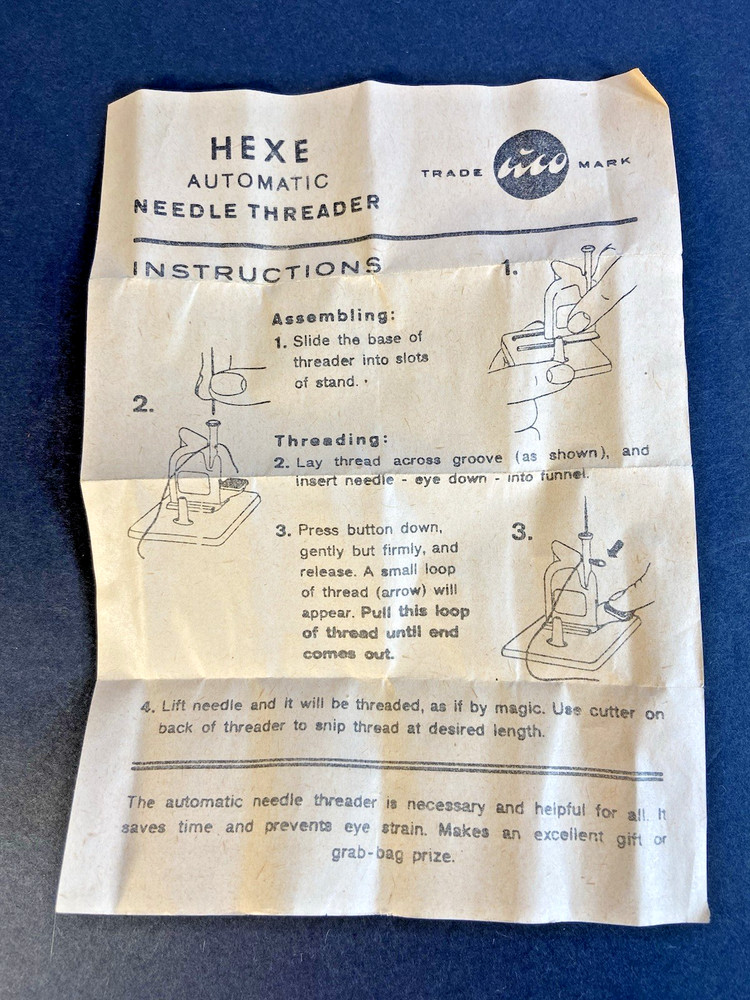 HEXE
AUTOMATIC
NEEDLE THREADER
TRADE
MARK
INSTRUCTIONS
1.
Assembling:
1. Slide the base of
threader into slots
of stand.
2.
Threading:
2. Lay thread across groove (as shown), and
insert needle - eye down - into funnel.
3. Press button down,
gently but firmly, and
release. A small loop
of thread (arrow) will
appear. Pull this loop
of thread until end
comes out.
3.
4. Lift needle and it will be threaded, as if by magic. Use cutter on
back of threader to snip thread at desired length.
The automatic needle threader is necessary and helpful for all. It
saves time and prevents eye strain. Makes an excellent gift or
grab-bag prize.